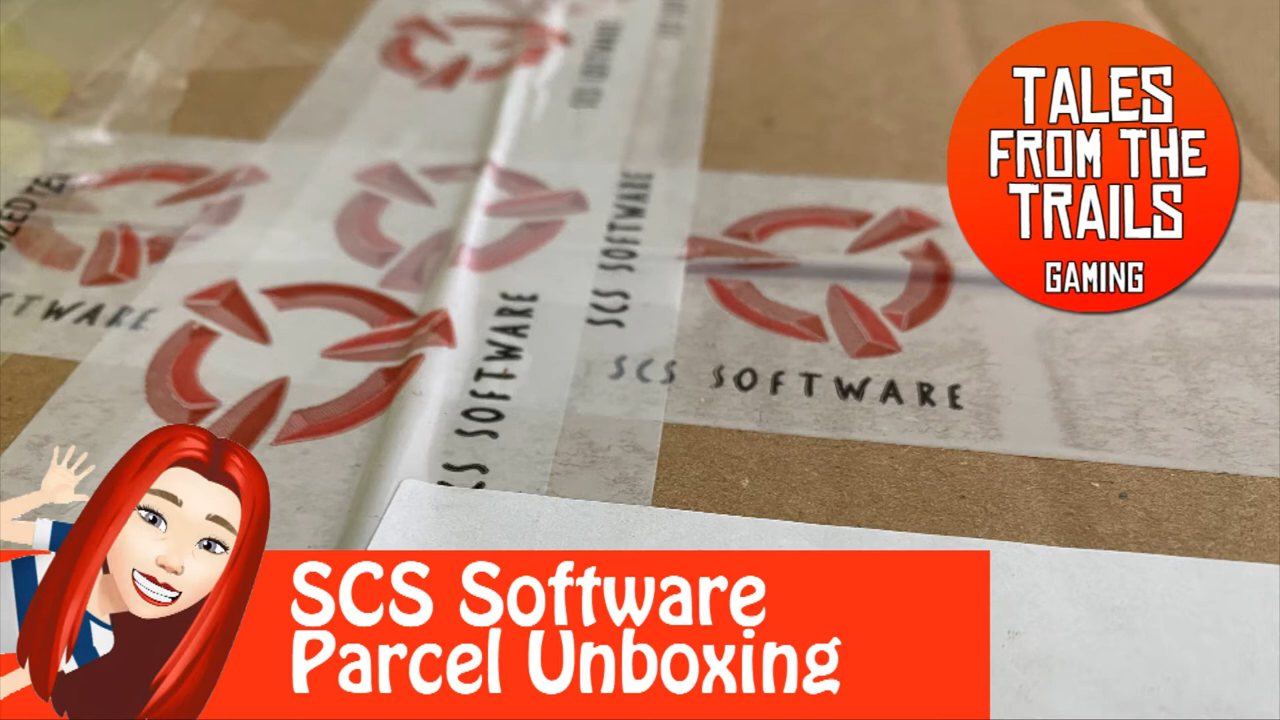 TALES
FROM THE
TRAILS
GAMING
SCS SOFTWARE
SCS SOFTWARE
SCS SOFTWARE
SCS SOFTWARE
SCS Software
Parcel Unboxing